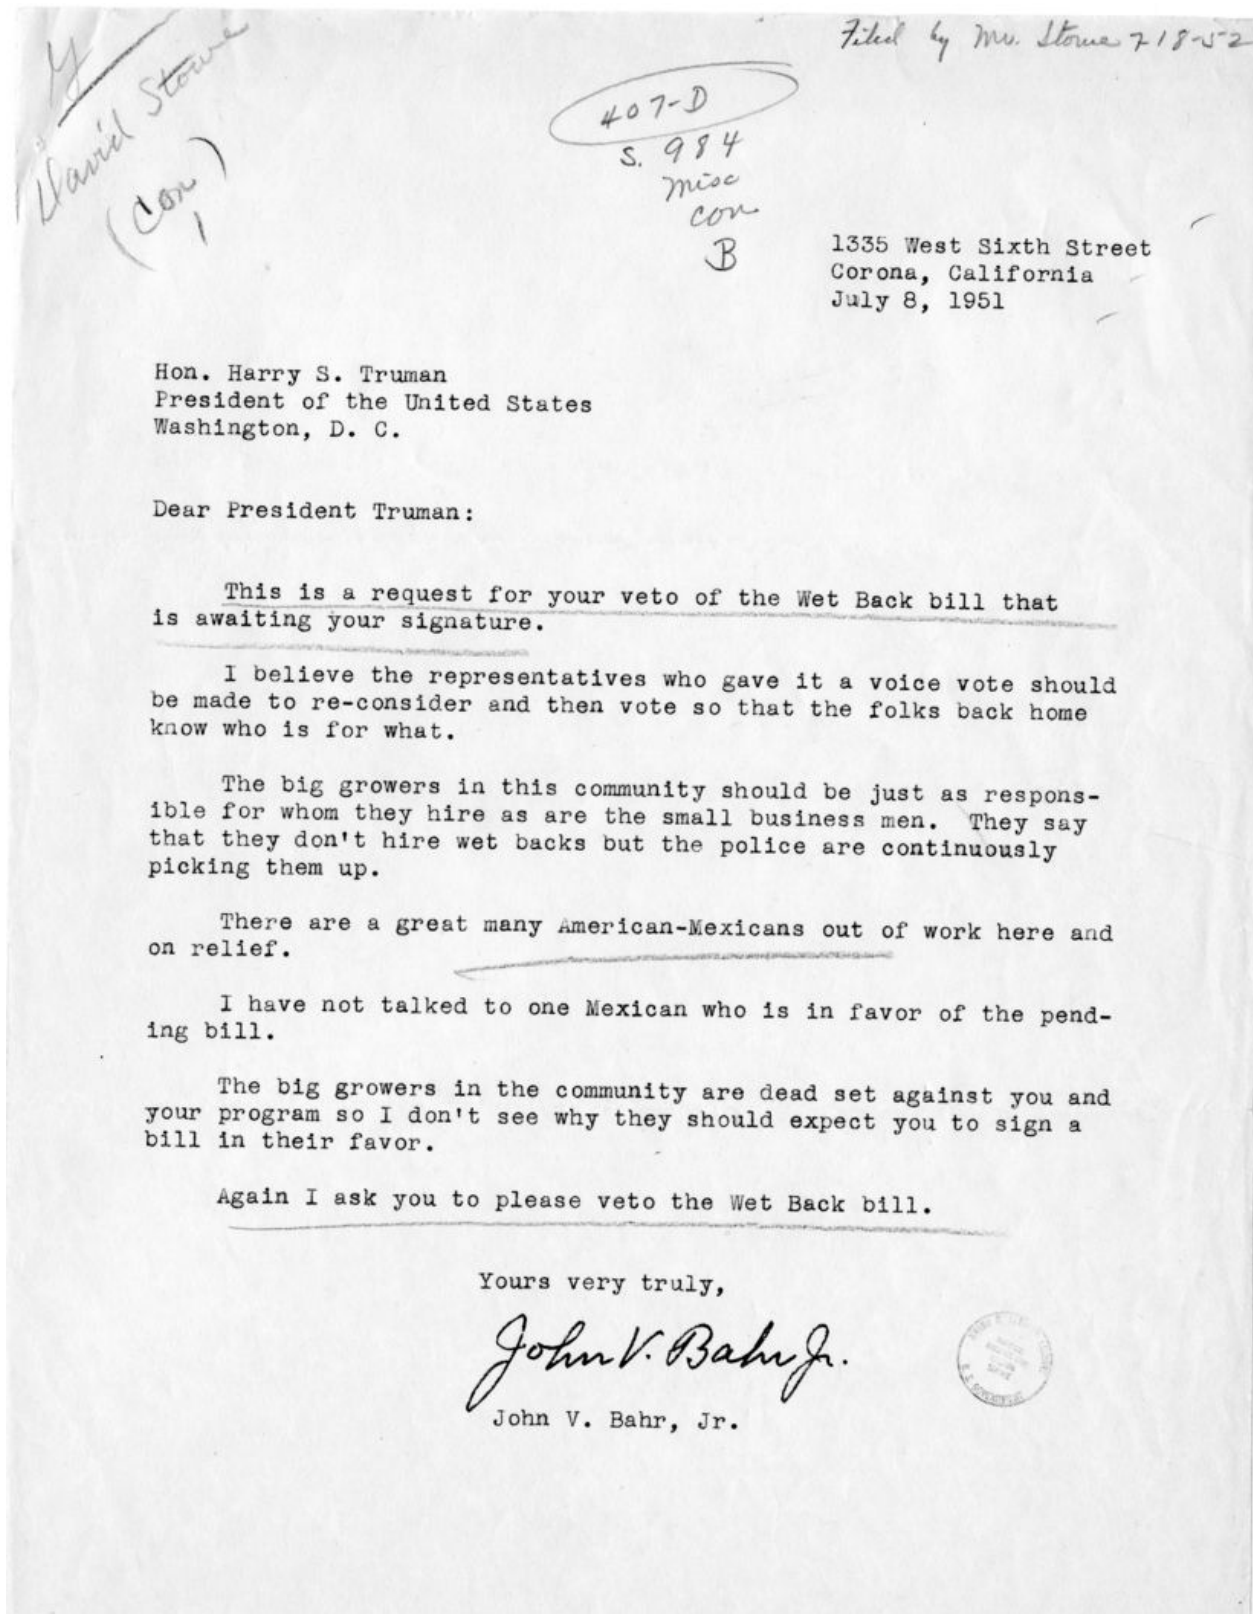 Filed by Mr. Stowe 7-18-52
David Stowe
(Con)
407-D
S. 984
Misc
con
B
1335 West Sixth Street
Corona, California
July 8, 1951
Hon. Harry S. Truman
President of the United States
Washington, D. C.
Dear President Truman:
This is a request for your veto of the Wet Back bill that
is awaiting your signature.
I believe the representatives who gave it a voice vote should
be made to re-consider and then vote so that the folks back home
know who is for what.
The big growers in this community should be just as respons-
ible for whom they hire as are the small business men. They say
that they don't hire wet backs but the police are continuously
picking them up.
There are a great many American-Mexicans out of work here and
on relief.
I have not talked to one Mexican who is in favor of the pend-
ing bill.
The big growers in the community are dead set against you and
your program so I don't see why they should expect you to sign a
bill in their favor.
Again I ask you to please veto the Wet Back bill.
Yours very truly,
John V. Bahr Jr.
John V. Bahr, Jr.